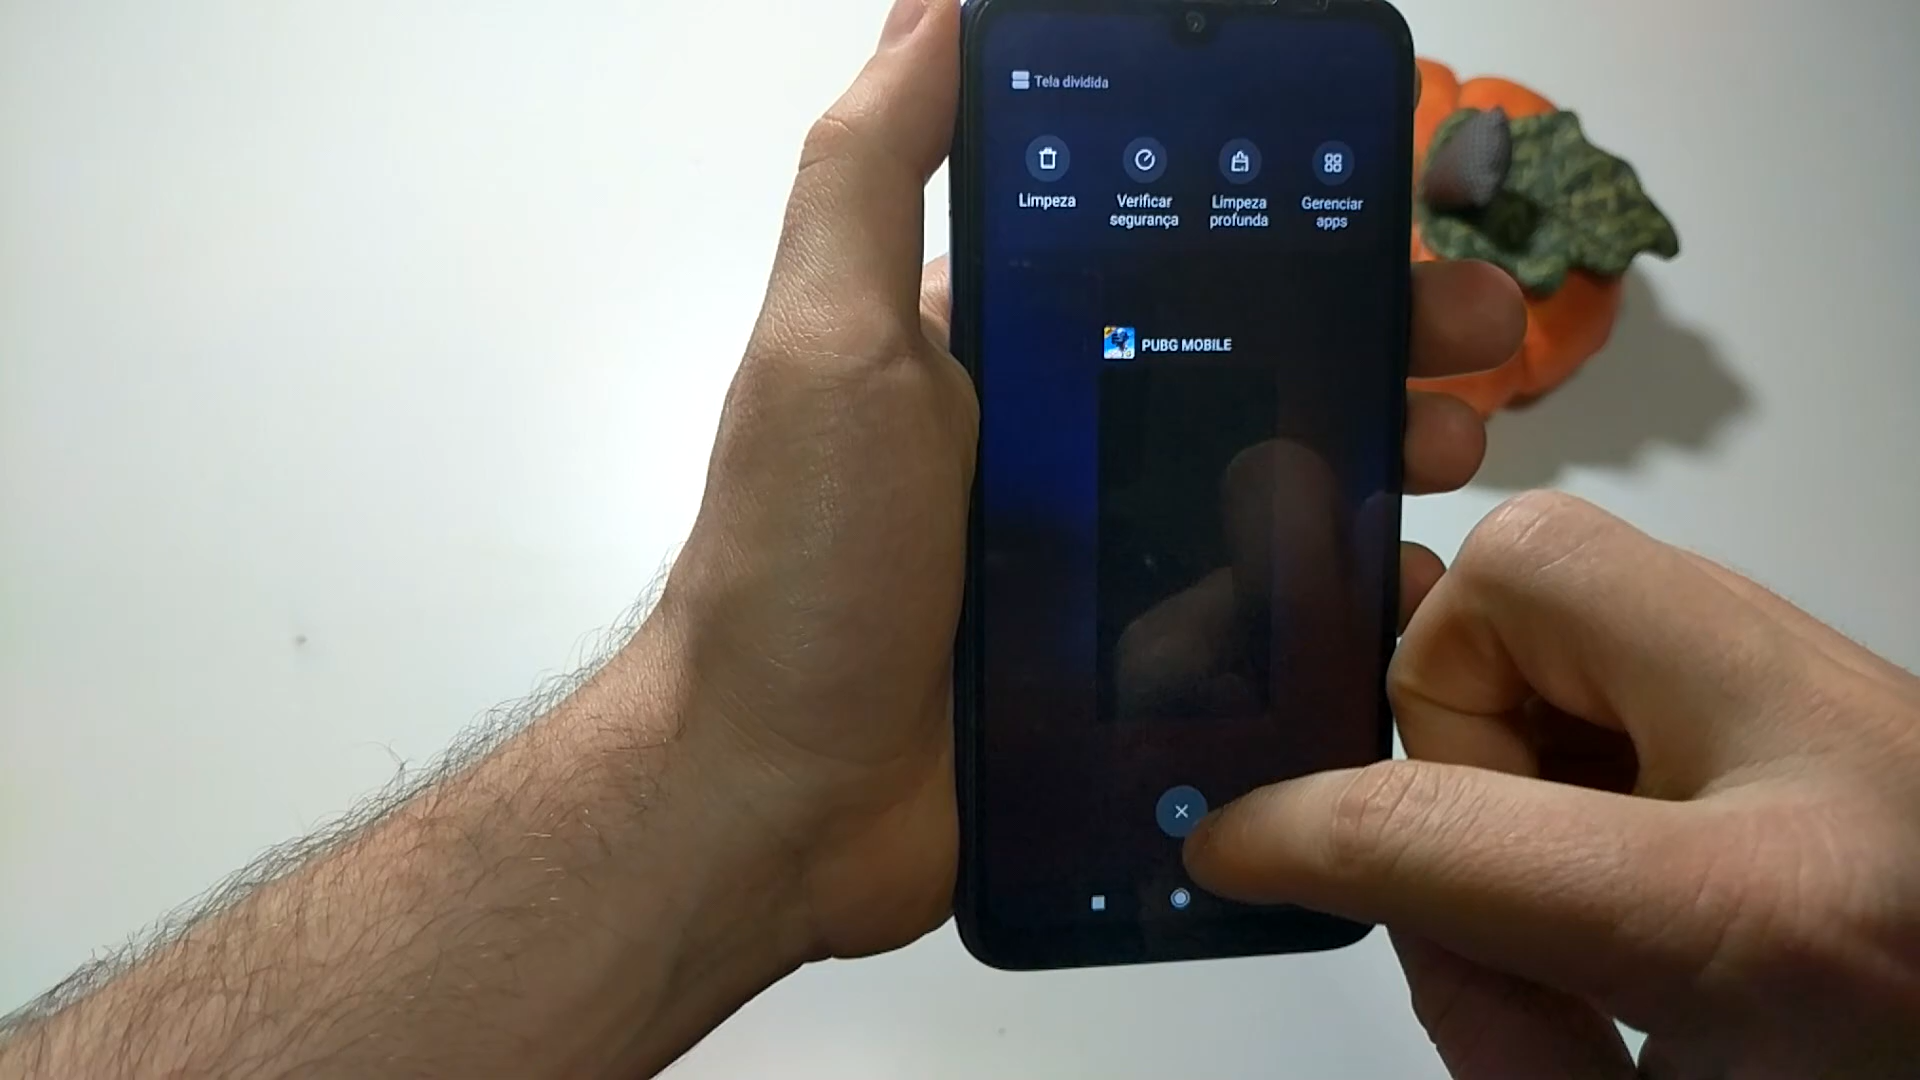 Tela dividida
Limpeza
Verificar
segurança
Limpeza
profunda
Gerenciar
apps
PUBG MOBILE